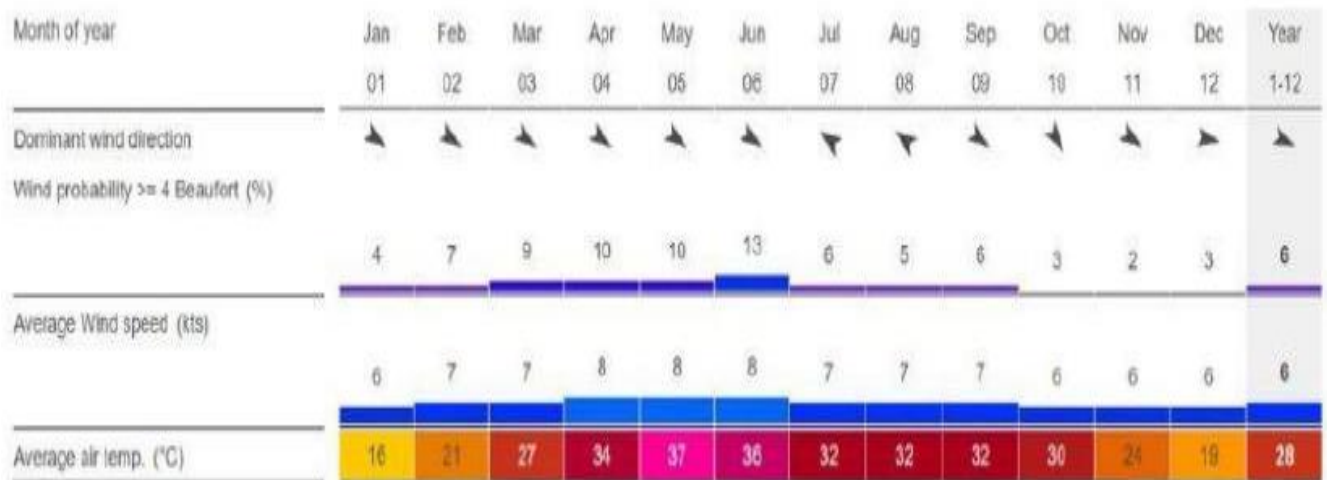 Month of year Jan Feb Mar Apr May Jun Jul Aug Sep Oct Nov Dec Year
01 02 03 04 05 06 07 08 09 10 11 12 1-12
Dominant wind direction
Wind probability >= 4 Beaufort (%)
4 7 9 10 10 13 6 5 6 3 2 3 6
Average Wind speed (kts)
6 7 7 8 8 8 7 7 7 6 6 6 6
Average air temp. (°C) 16 21 27 34 37 36 32 32 32 30 24 19 28